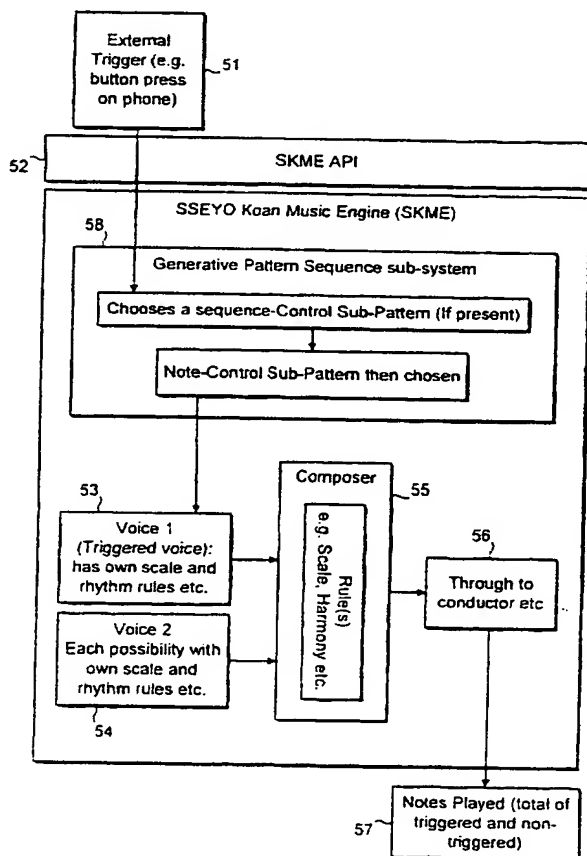 External
Trigger (e.g.
button press
on phone)
51
52
SKME API
SSEYO Koan Music Engine (SKME)
58
Generative Pattern Sequence sub-system
Chooses a sequence-Control Sub-Pattern (If present)
Note-Control Sub-Pattern then chosen
53
Voice 1
(Triggered voice):
has own scale and
rhythm rules etc.
Voice 2
Each possibility with
own scale and
rhythm rules etc.
54
Composer
55
Rule(s)
e.g. Scale, Harmony etc.
56
Through to
conductor etc
Notes Played (total of
triggered and non-
triggered)
57